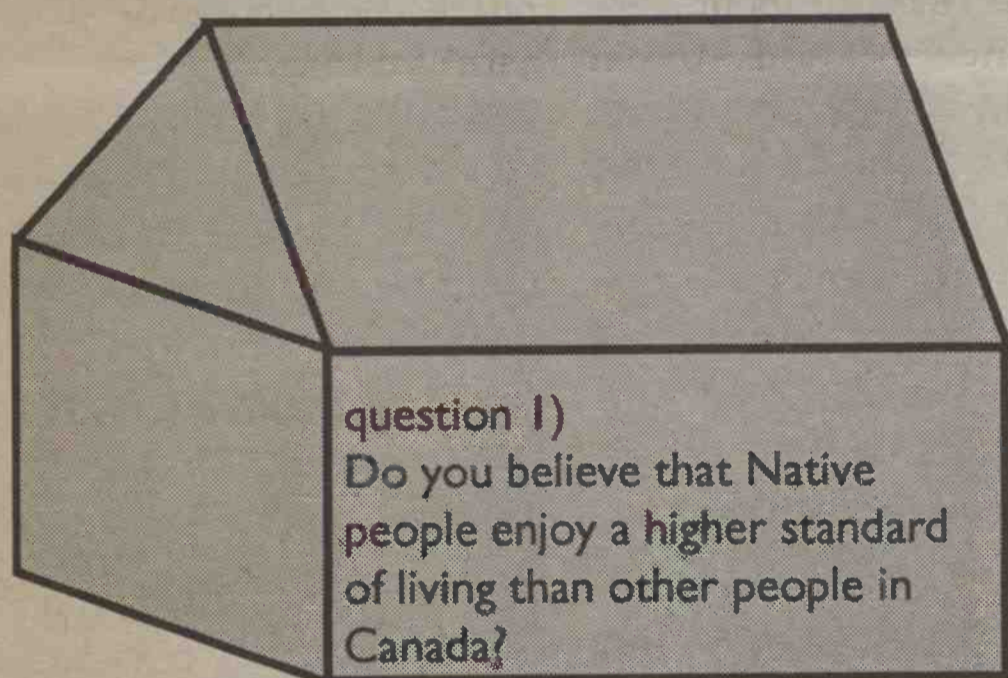 question 1)
Do you believe that Native
people enjoy a higher standard
of living than other people in
Canada?